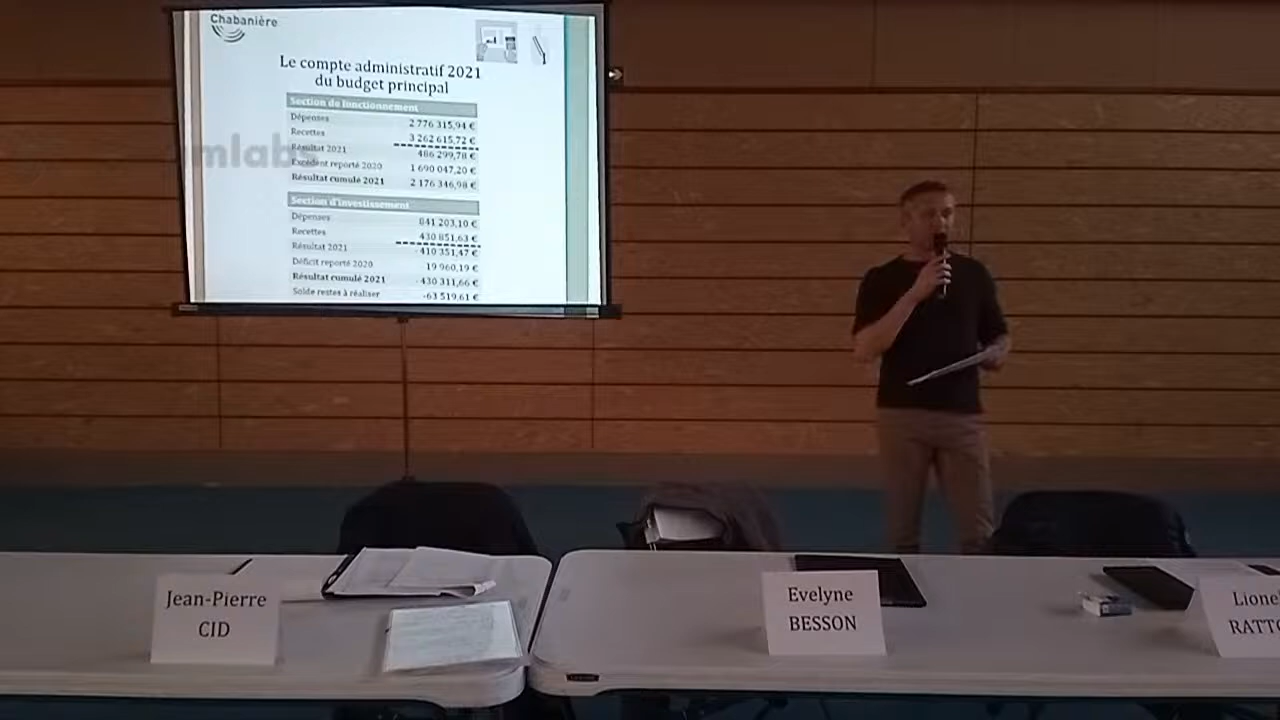 Chabanière
Le compte administratif 2021
du budget principal
Section de fonctionnement
Dépenses 2 776 315,94 €
Recettes 3 262 615,72 €
Résultat 2021 486 299,78 €
Excédent reporté 2020 1 690 047,20 €
Résultat cumulé 2021 2 176 346,98 €
Section d'investissement
Dépenses 841 203,10 €
Recettes 430 851,63 €
Résultat 2021 - 410 351,47 €
Déficit reporté 2020 19 960,19 €
Résultat cumulé 2021 - 430 311,66 €
Solde restes à réaliser -63 519,61 €
mlabs
Jean-Pierre
CID
Evelyne
BESSON
Lione
RATT